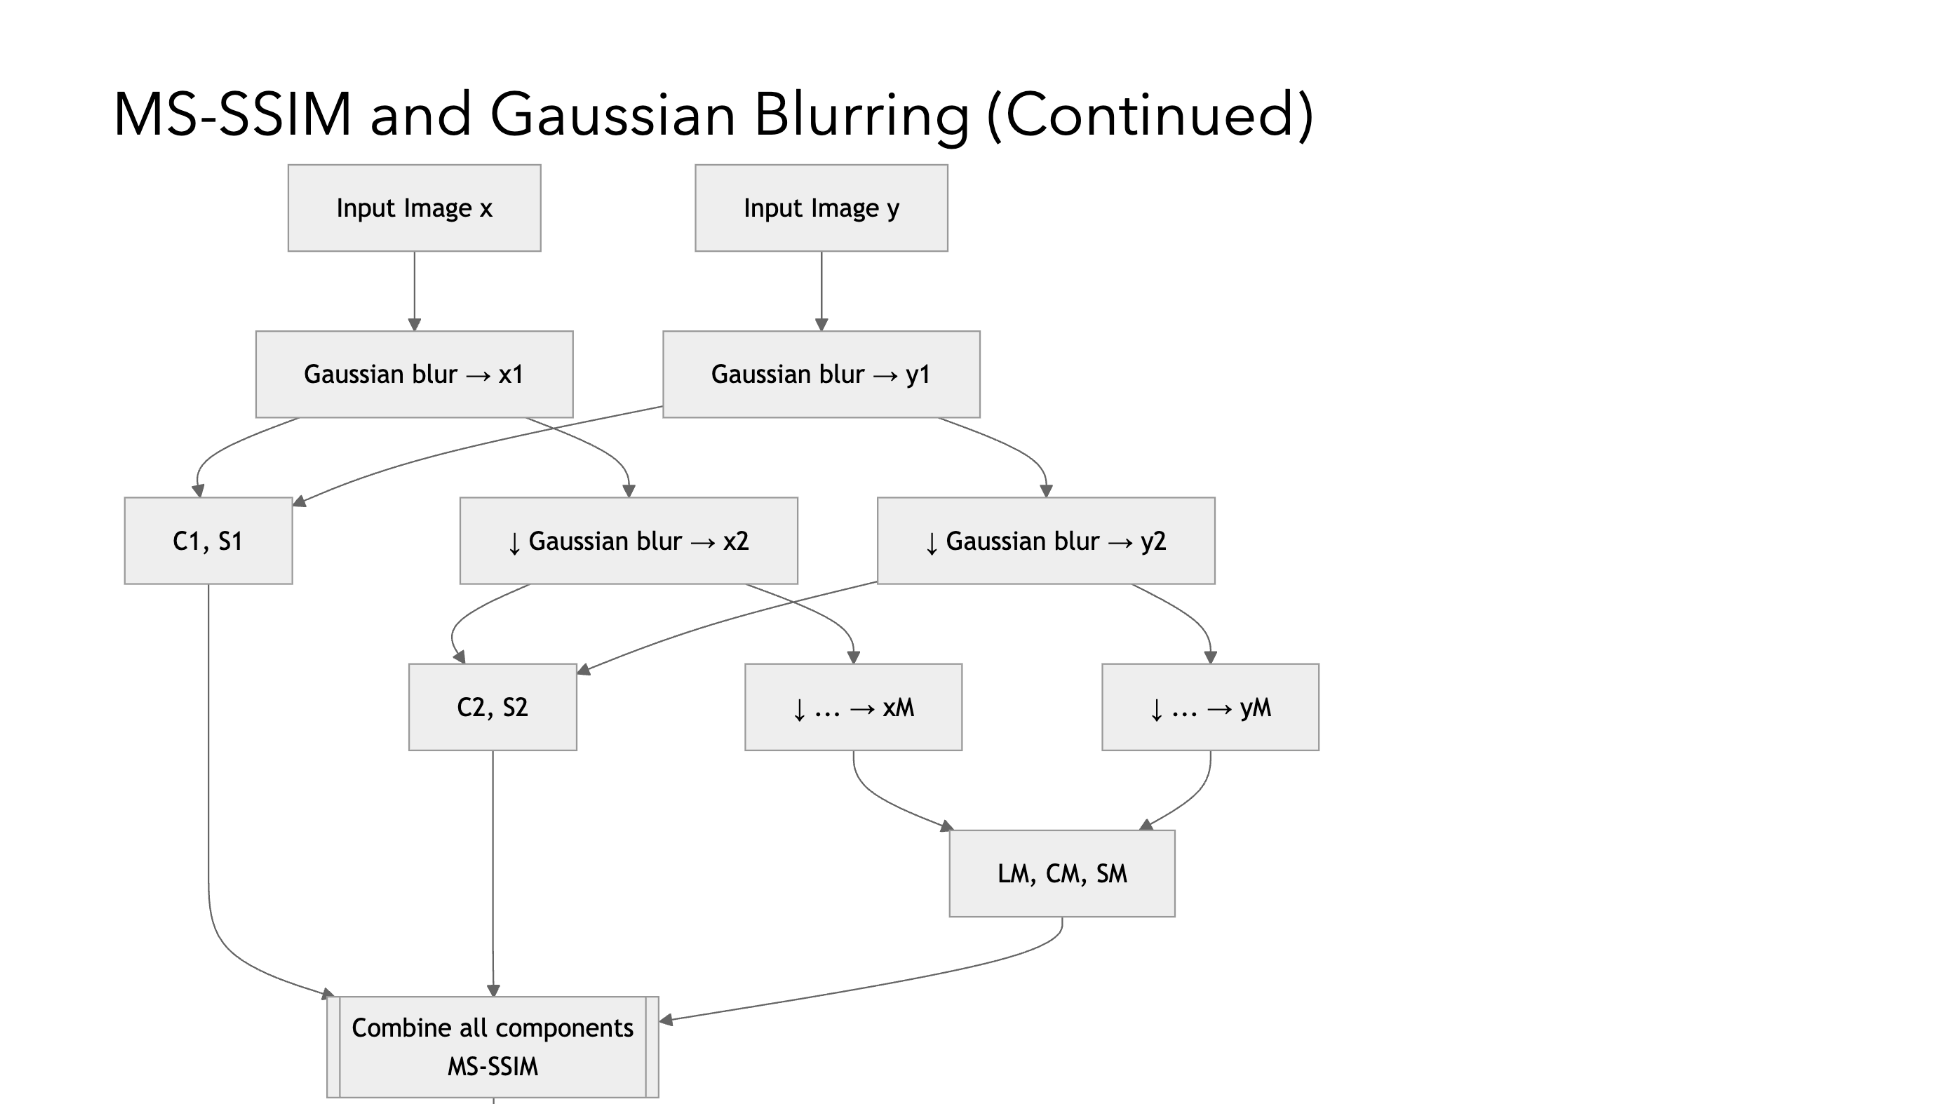 MS-SSIM and Gaussian Blurring (Continued)
Input Image x
Input Image y
Gaussian blur → x1
Gaussian blur → y1
C1, S1
↓ Gaussian blur → x2
↓ Gaussian blur → y2
C2, S2
↓ ... → xM
↓ ... → yM
LM, CM, SM
Combine all components
MS-SSIM